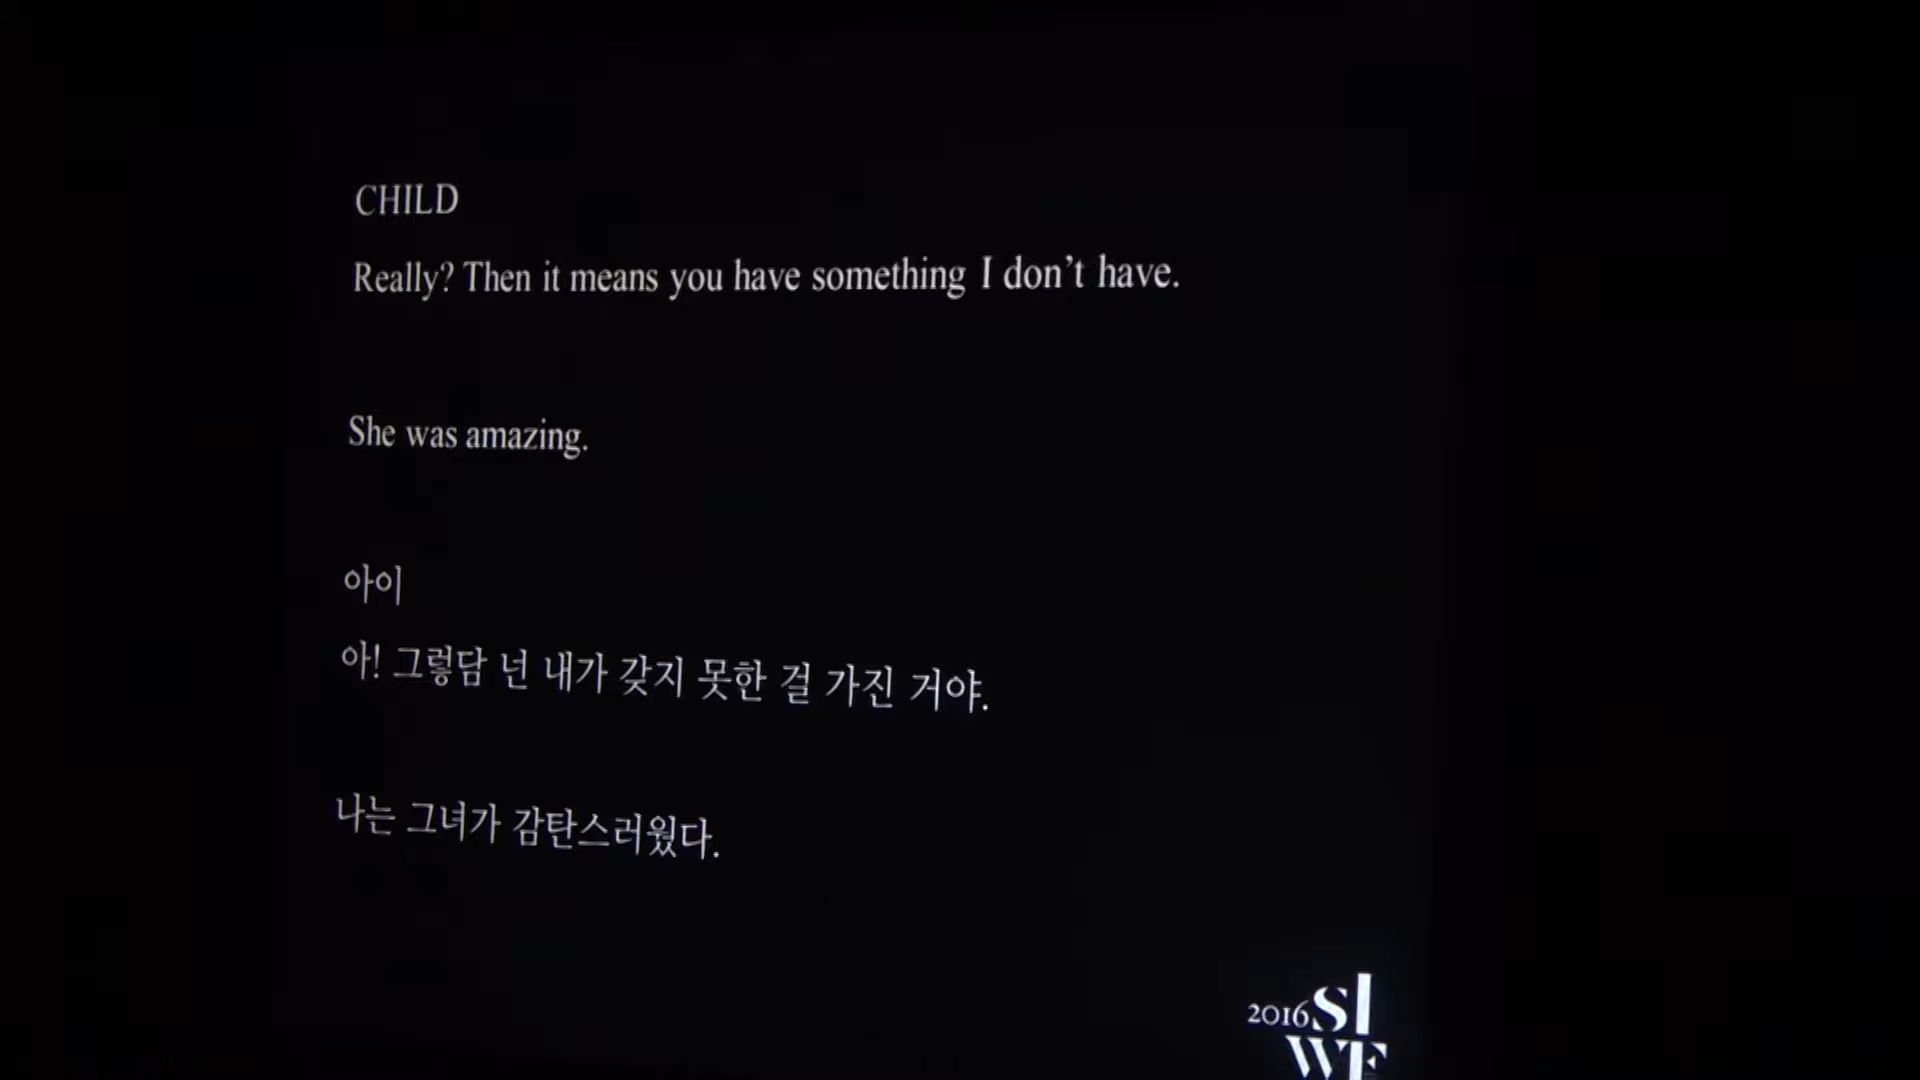 CHILD
Really? Then it means you have something I don't have.
She was amazing.
아이
아! 그렇담 넌 내가 갖지 못한 걸 가진 거야.
나는 그녀가 감탄스러웠다.
2016 SI
WF